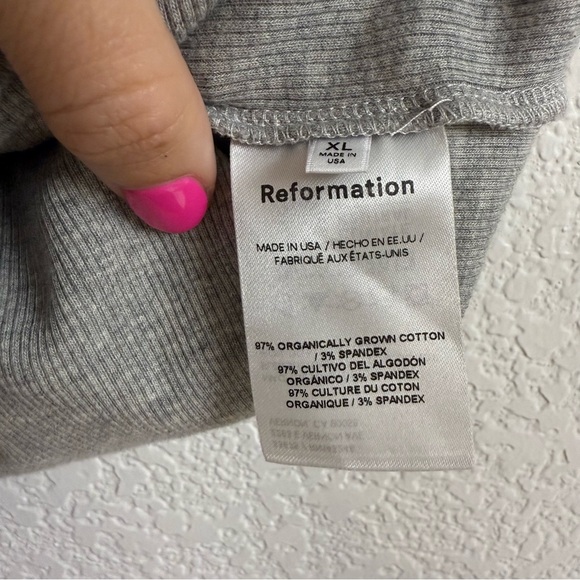 XL
MADE IN
USA
Reformation
MADE IN USA / HECHO EN EE.UU /
FABRIQUÉ AUX ÉTATS-UNIS
97% ORGANICALLY GROWN COTTON
/ 3% SPANDEX
97% CULTIVO DEL ALGODÓN
ORGÁNICO / 3% SPANDEX
97% CULTURE DU COTON
ORGANIQUE / 3% SPANDEX